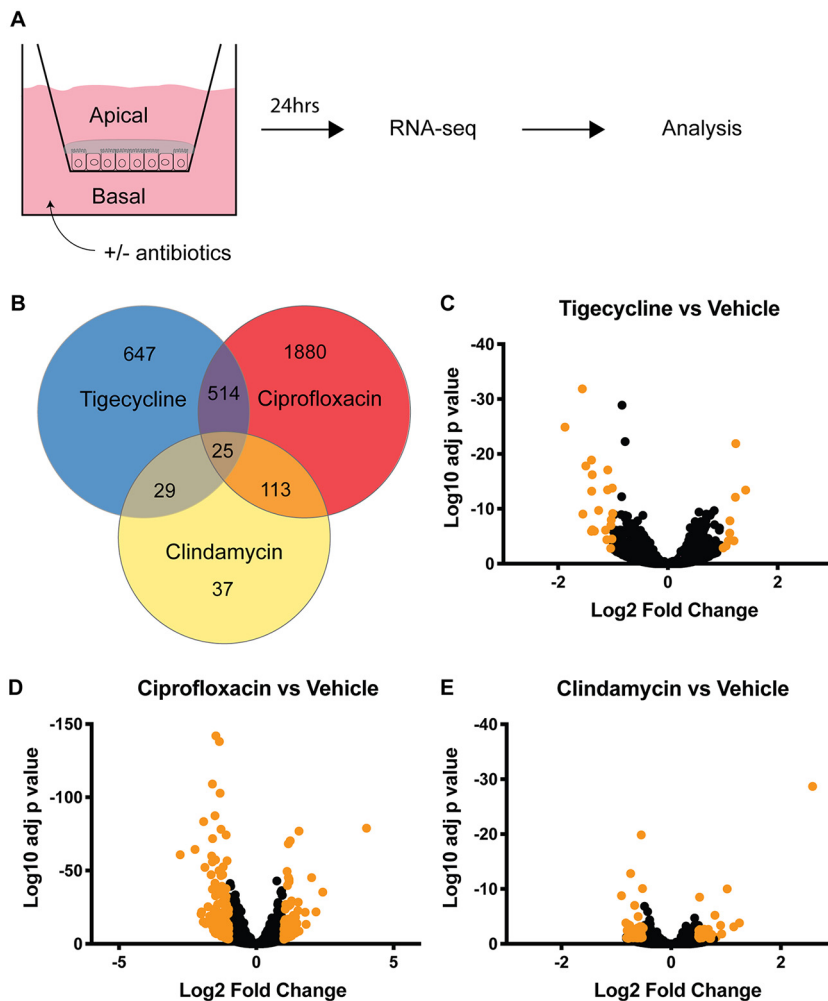 A
Apical
Basal
+/- antibiotics
24hrs
RNA-seq
Analysis
B
647
1880
Tigecycline
514
Ciprofloxacin
25
29
113
Clindamycin
37
C
Tigecycline vs Vehicle
Log10 adj p value
-40
-30
-20
-10
0
-2
0
2
Log2 Fold Change
D
Ciprofloxacin vs Vehicle
Log10 adj p value
-150
-100
-50
0
-5
0
5
Log2 Fold Change
E
Clindamycin vs Vehicle
Log10 adj p value
-40
-30
-20
-10
0
-2
0
2
Log2 Fold Change